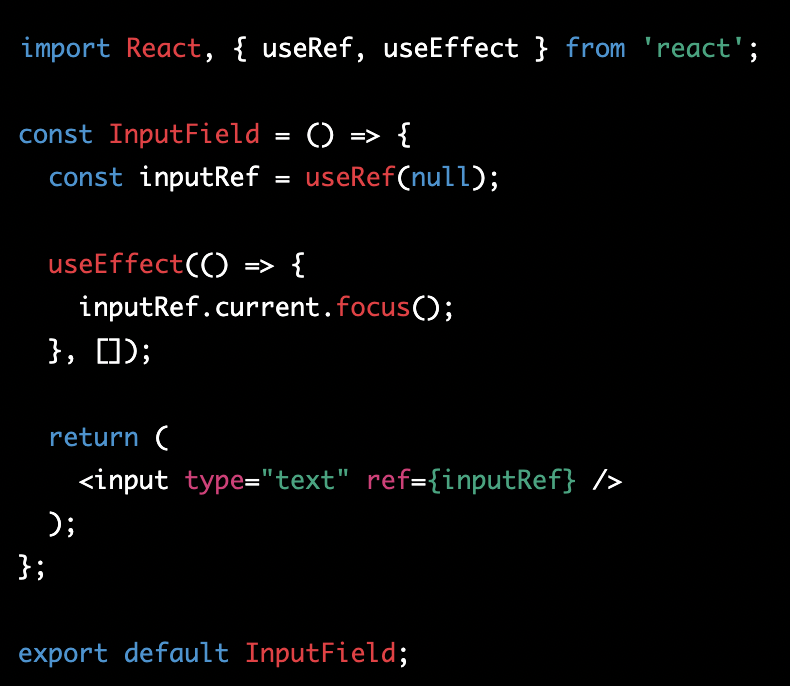 import React, { useRef, useEffect } from 'react';
const InputField = () => {
  const inputRef = useRef(null);
  useEffect(() => {
    inputRef.current.focus();
  }, []);
  return (
    <input type="text" ref={inputRef} />
  );
};
export default InputField;